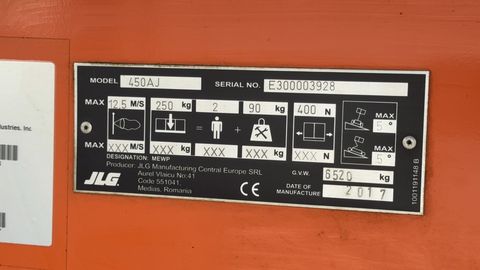 MODEL 450AJ SERIAL NO. E300003928
MAX 12,5 M/S 250 kg 2 90 kg 400 N MAX 5°
= +
MAX XXX M/S XXX kg XXX XXX kg XXX N MAX 5°
DESIGNATION: MEWP
Producer: JLG Manufacturing Central Europe SRL
Aurel Vlaicu No:41
Code 551041,
Medias, Romania
JLG
CE
G.V.W. 6520 kg
DATE OF MANUFACTURE 2017
1001191148 B
ustries, Inc